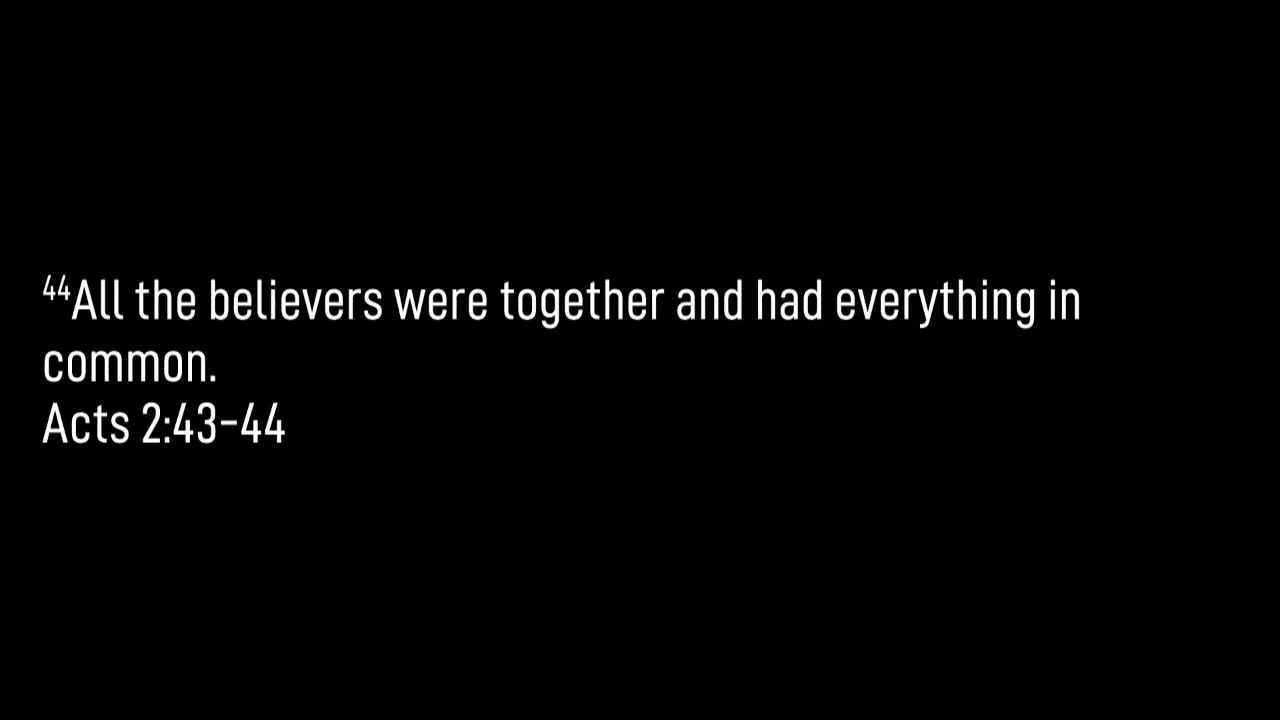 ⁴⁴All the believers were together and had everything in
common.
Acts 2:43-44